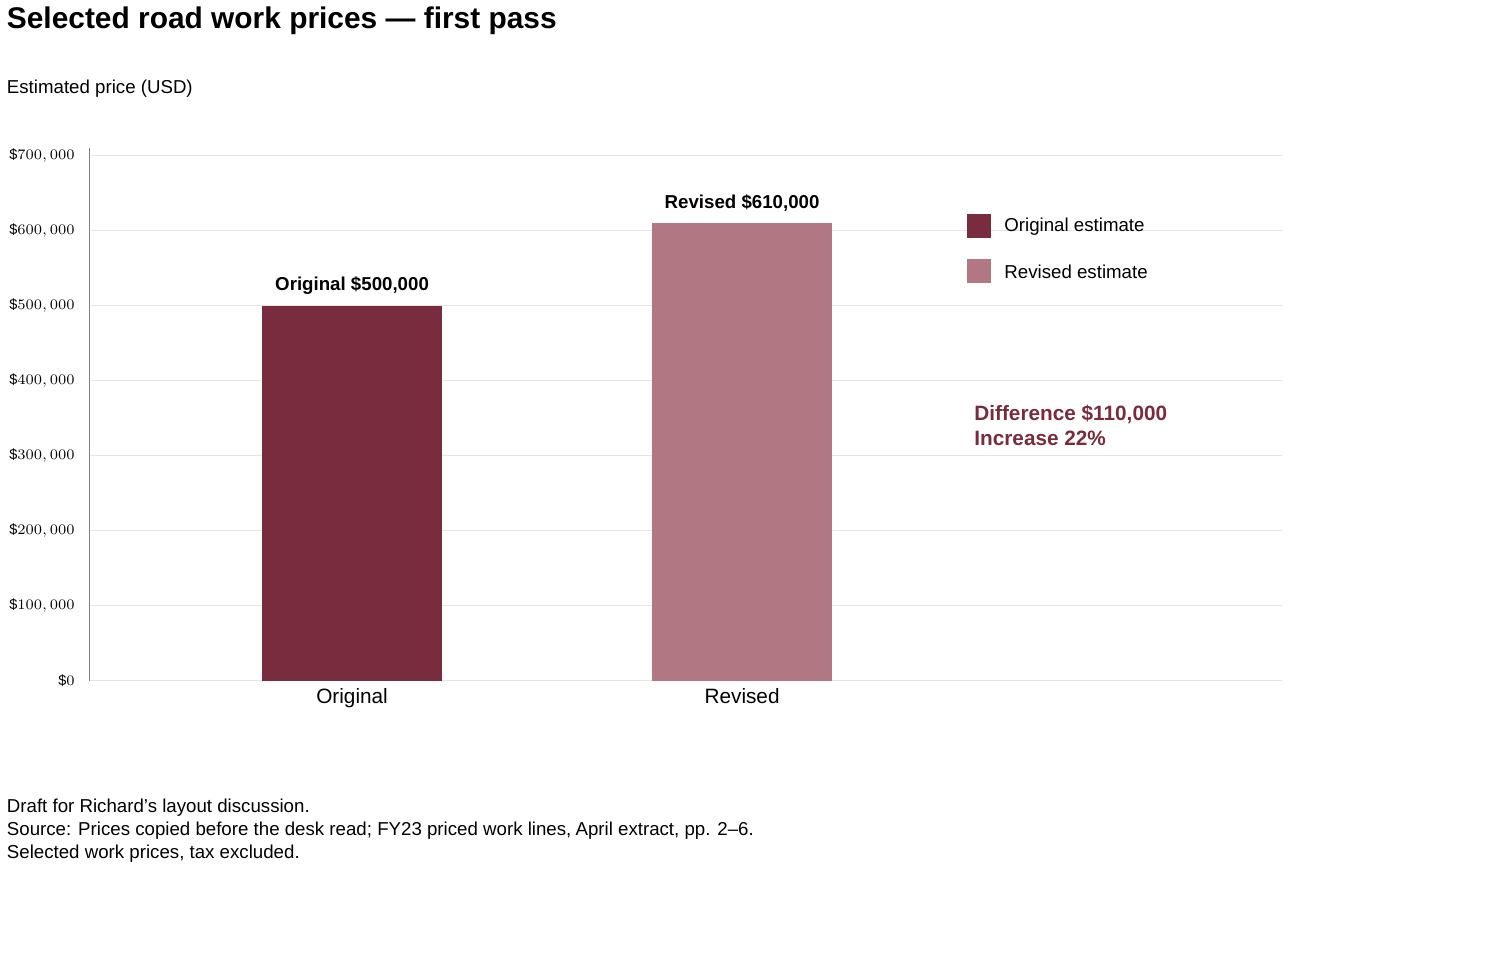 Selected road work prices — first pass
Estimated price (USD)
$700,000
$600,000
$500,000
$400,000
$300,000
$200,000
$100,000
$0
Original $500,000
Revised $610,000
Original estimate
Revised estimate
Difference $110,000
Increase 22%
Original
Revised
Draft for Richard’s layout discussion.
Source: Prices copied before the desk read; FY23 priced work lines, April extract, pp. 2–6.
Selected work prices, tax excluded.